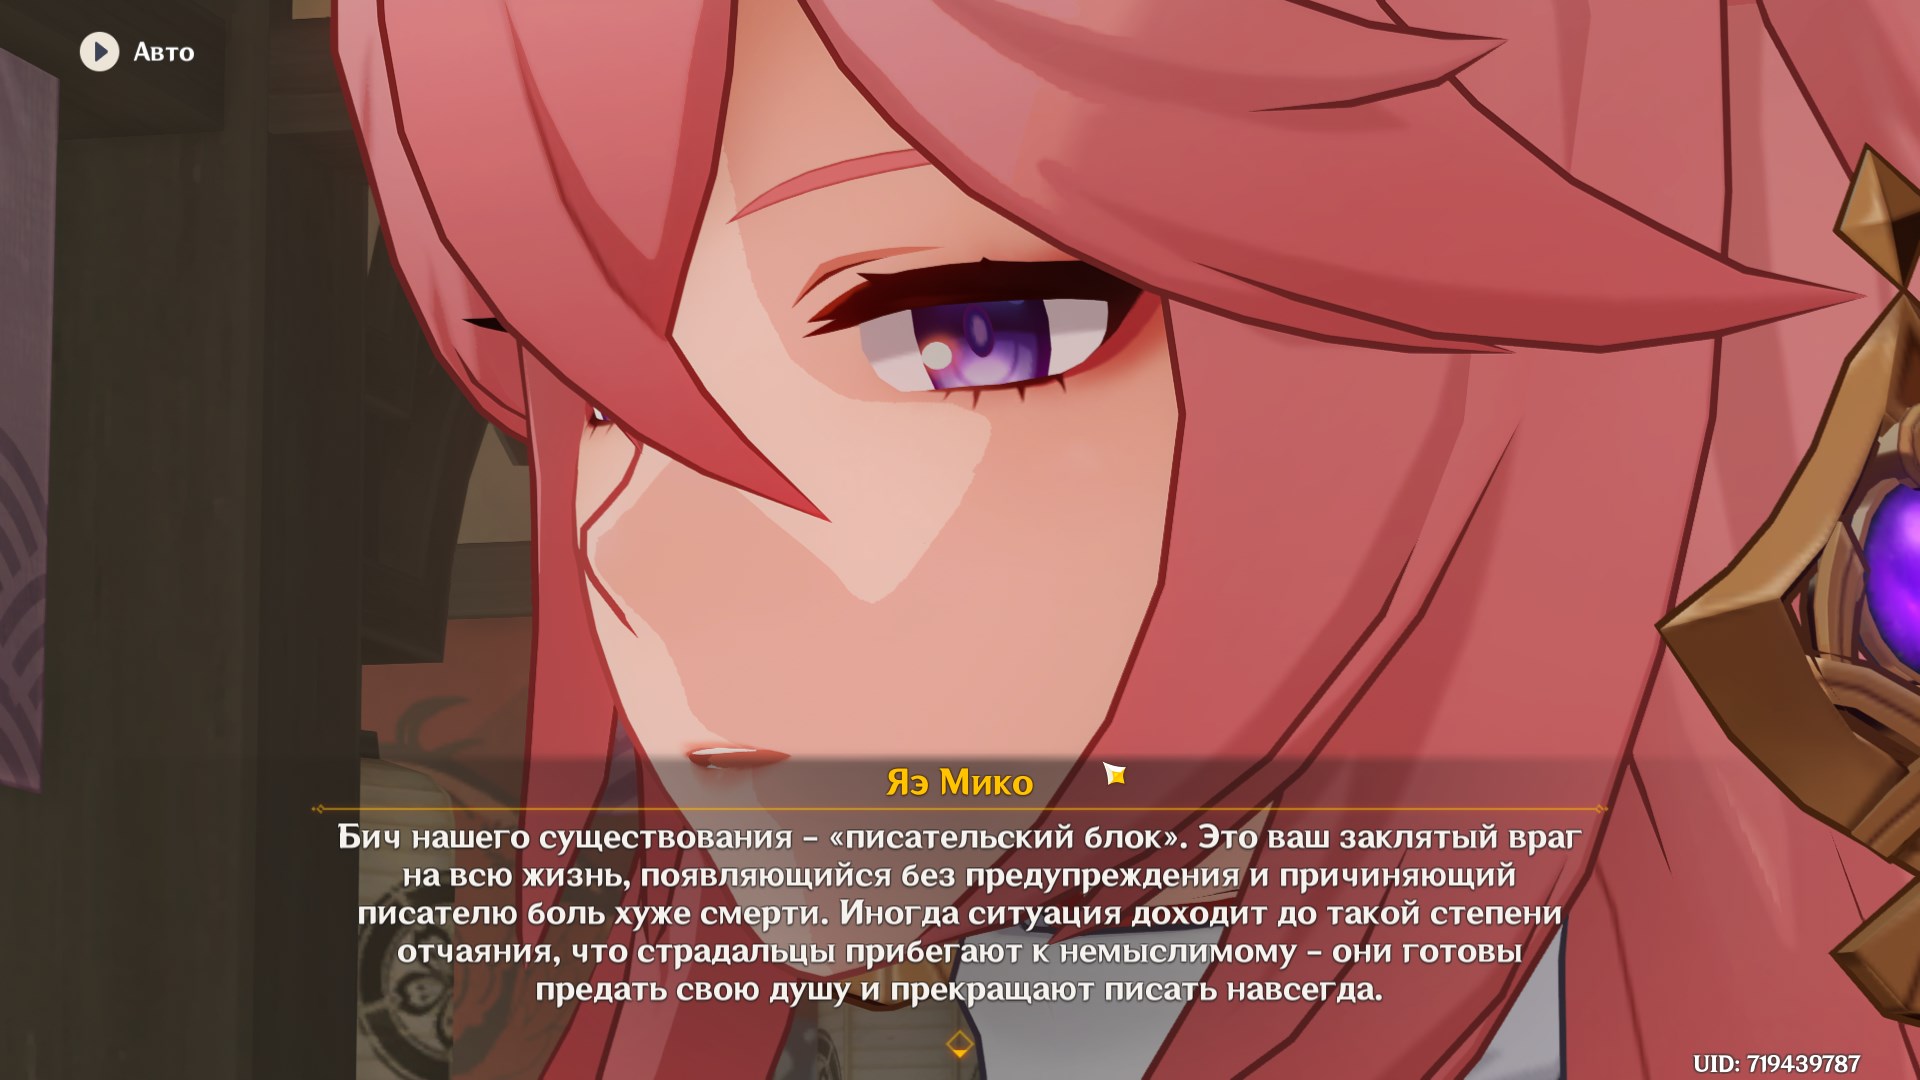 Авто
Яэ Мико
Бич нашего существования – «писательский блок». Это ваш заклятый враг
на всю жизнь, появляющийся без предупреждения и причиняющий
писателю боль хуже смерти. Иногда ситуация доходит до такой степени
отчаяния, что страдальцы прибегают к немыслимому – они готовы
предать свою душу и прекращают писать навсегда.
UID: 719439787